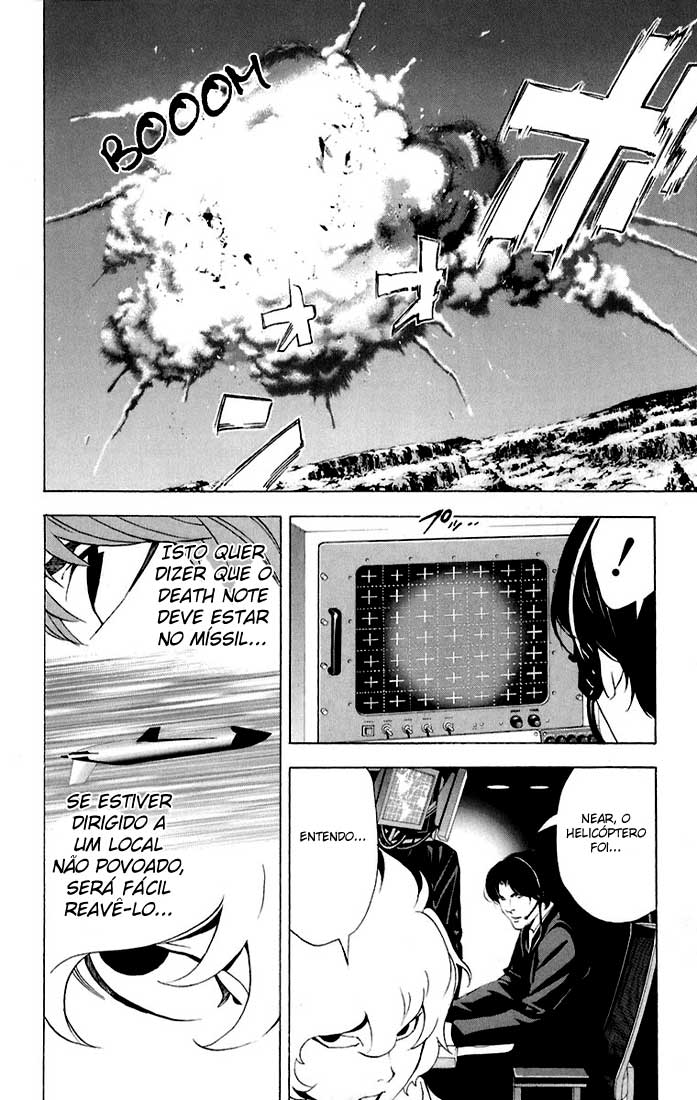 BOOOM
!
NEAR, O
HELICÓPTERO
FOI...
ENTENDO...
ISTO QUER
DIZER QUE O
DEATH NOTE
DEVE ESTAR
NO MÍSSIL...
SE ESTIVER
DIRIGIDO A
UM LOCAL
NÃO POVOADO,
SERÁ FÁCIL
REAVÊ-LO...